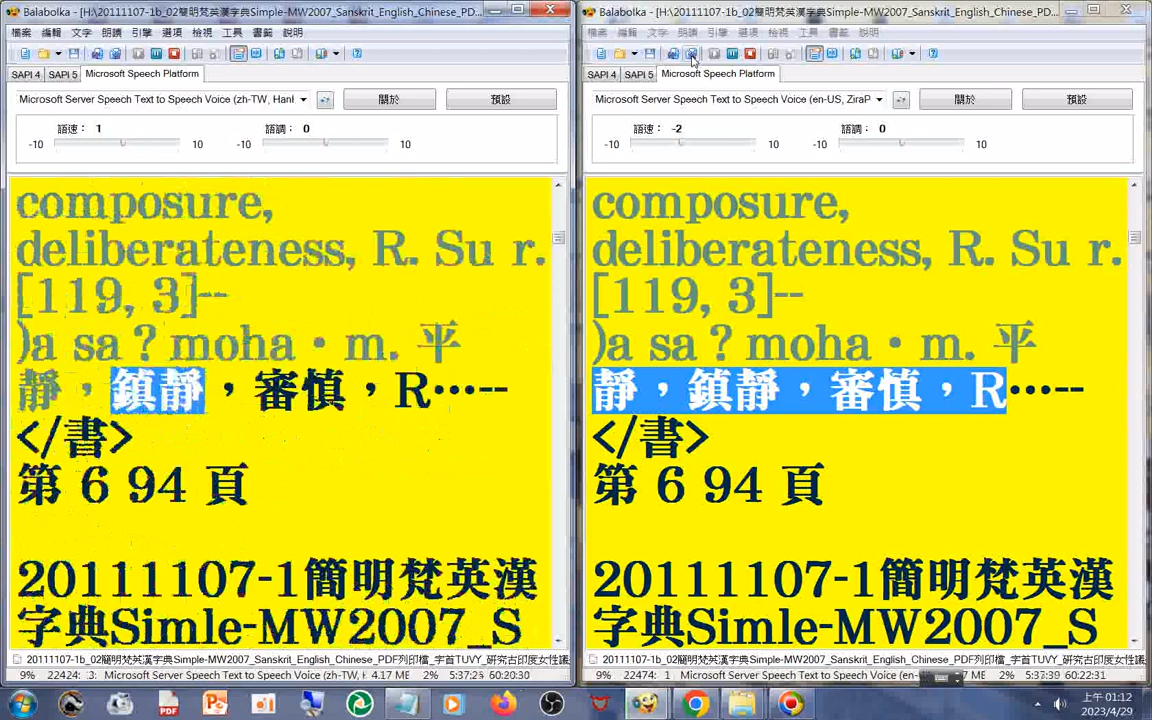 Balabolka - [H:\20111107-1b_02簡明梵英漢字典Simple-MW2007_Sanskrit_English_Chinese_PD...
檔案 編輯 文字 朗讀 引擎 選項 檢視 工具 書籤 說明
SAPI 4 SAPI 5 Microsoft Speech Platform
Microsoft Server Speech Text to Speech Voice (zh-TW, Hanl
關於 預設
語速： 1 語調： 0
-10 10 -10 10
composure,
deliberateness, R. Su r.
[119, 3]--
)a sa？moha・m. 平
靜，鎮靜，審慎，R…--
</書>
第 6 94 頁
20111107-1簡明梵英漢
字典Simle-MW2007_S
20111107-1b_02簡明梵英漢字典Simple-MW2007_Sanskrit_English_Chinese_PDF列印檔_字首TUVY_研究古印度女性議
9% 22424: :3: Microsoft Server Speech Text to Speech Voice (zh-TW, H 4.17 ME 2% 5:37:25 60:20:30
Balabolka - [H:\20111107-1b_02簡明梵英漢字典Simple-MW2007_Sanskrit_English_Chinese_PD...
檔案 編輯 文字 朗讀 引擎 選項 檢視 工具 書籤 說明
SAPI 4 SAPI 5 Microsoft Speech Platform
Microsoft Server Speech Text to Speech Voice (en-US, ZiraP
關於 預設
語速： -2 語調： 0
-10 10 -10 10
composure,
deliberateness, R. Su r.
[119, 3]--
)a sa？moha・m. 平
靜，鎮靜，審慎，R…--
</書>
第 6 94 頁
20111107-1簡明梵英漢
字典Simle-MW2007_S
20111107-1b_02簡明梵英漢字典Simple-MW2007_Sanskrit_English_Chinese_PDF列印檔_字首TUVY_研究古印度女性議
9% 22474: 1 Microsoft Server Speech Text to Speech Voice (en- ME 2% 5:37:39 60:22:31
PDF
上午 01:12
2023/4/29